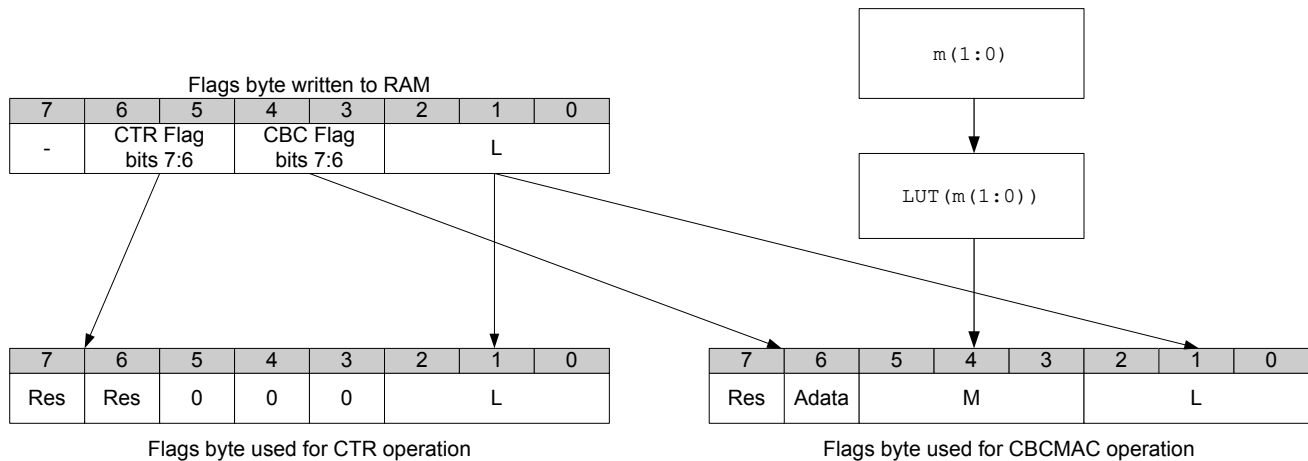 m(1:0)
Flags byte written to RAM
7 6 5 4 3 2 1 0
- CTR Flag bits 7:6 CBC Flag bits 7:6 L
LUT(m(1:0))
7 6 5 4 3 2 1 0
Res Res 0 0 0 L
Flags byte used for CTR operation
7 6 5 4 3 2 1 0
Res Adata M L
Flags byte used for CBCMAC operation